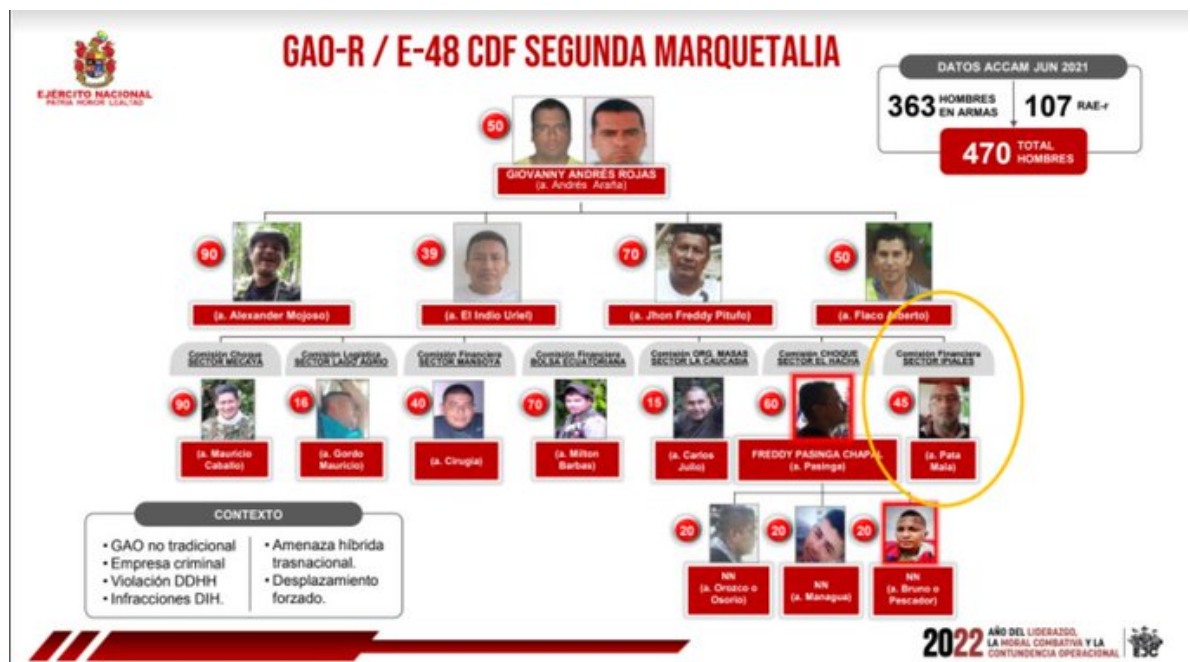 GAO-R / E-48 CDF SEGUNDA MARQUETALIA
EJÉRCITO NACIONAL
PATRIA HONOR LEALTAD
DATOS ACCAM JUN 2021
363 HOMBRES EN ARMAS
107 RAE-r
470 TOTAL HOMBRES
50
GIOVANNY ANDRÉS ROJAS
(a. Andrés Araña)
90
(a. Alexander Mojoso)
39
(a. El Indio Uriel)
70
(a. Jhon Freddy Pitufo)
50
(a. Flaco Alberto)
Comisión Choque
SECTOR MECAYA
90
(a. Mauricio
Caballo)
Comisión Logística
SECTOR LAGO AGRIO
16
(a. Gordo
Mauricio)
Comisión Financiera
SECTOR MANSOYA
40
(a. Cirugia)
Comisión Financiera
BOLSA ECUATORIANA
70
(a. Milton
Barbas)
Comisión ORG. MASAS
SECTOR LA CAUCASIA
15
(a. Carlos
Julio)
Comisión CHOQUE
SECTOR EL HACHA
60
FREDDY PASINGA CHAPAL
(a. Pasinga)
Comisión Financiera
SECTOR IPIALES
45
(a. Pata
Mala)
20
NN
(a. Orozco o
Osorio)
20
NN
(a. Managua)
20
NN
(a. Bruno o
Pescador)
CONTEXTO
• GAO no tradicional
• Empresa criminal
• Violación DDHH
• Infracciones DIH.
• Amenaza híbrida
trasnacional.
• Desplazamiento
forzado.
2022 AÑO DEL LIDERAZGO,
LA MORAL COMBATIVA Y LA
CONTUNDENCIA OPERACIONAL